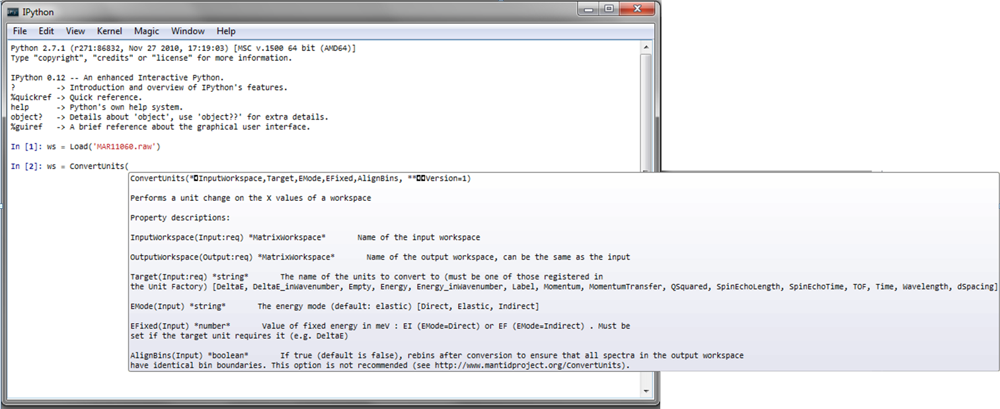 IPython
File Edit View Kernel Magic Window Help
Python 2.7.1 (r271:86832, Nov 27 2010, 17:19:03) [MSC v.1500 64 bit (AMD64)]
Type "copyright", "credits" or "license" for more information.
IPython 0.12 -- An enhanced Interactive Python.
? -> Introduction and overview of IPython's features.
%quickref -> Quick reference.
help -> Python's own help system.
object? -> Details about 'object', use 'object??' for extra details.
%guiref -> A brief reference about the graphical user interface.
In [1]: ws = Load('MAR11060.raw')
In [2]: ws = ConvertUnits(
ConvertUnits(*▯InputWorkspace,Target,EMode,EFixed,AlignBins, **▯▯Version=1)
Performs a unit change on the X values of a workspace
Property descriptions:
InputWorkspace(Input:req) *MatrixWorkspace* Name of the input workspace
OutputWorkspace(Output:req) *MatrixWorkspace* Name of the output workspace, can be the same as the input
Target(Input:req) *string* The name of the units to convert to (must be one of those registered in
the Unit Factory) [DeltaE, DeltaE_inWavenumber, Empty, Energy, Energy_inWavenumber, Label, Momentum, MomentumTransfer, QSquared, SpinEchoLength, SpinEchoTime, TOF, Time, Wavelength, dSpacing]
EMode(Input) *string* The energy mode (default: elastic) [Direct, Elastic, Indirect]
EFixed(Input) *number* Value of fixed energy in meV : EI (EMode=Direct) or EF (EMode=Indirect) . Must be
set if the target unit requires it (e.g. DeltaE)
AlignBins(Input) *boolean* If true (default is false), rebins after conversion to ensure that all spectra in the output workspace
have identical bin boundaries. This option is not recommended (see http://www.mantidproject.org/ConvertUnits).